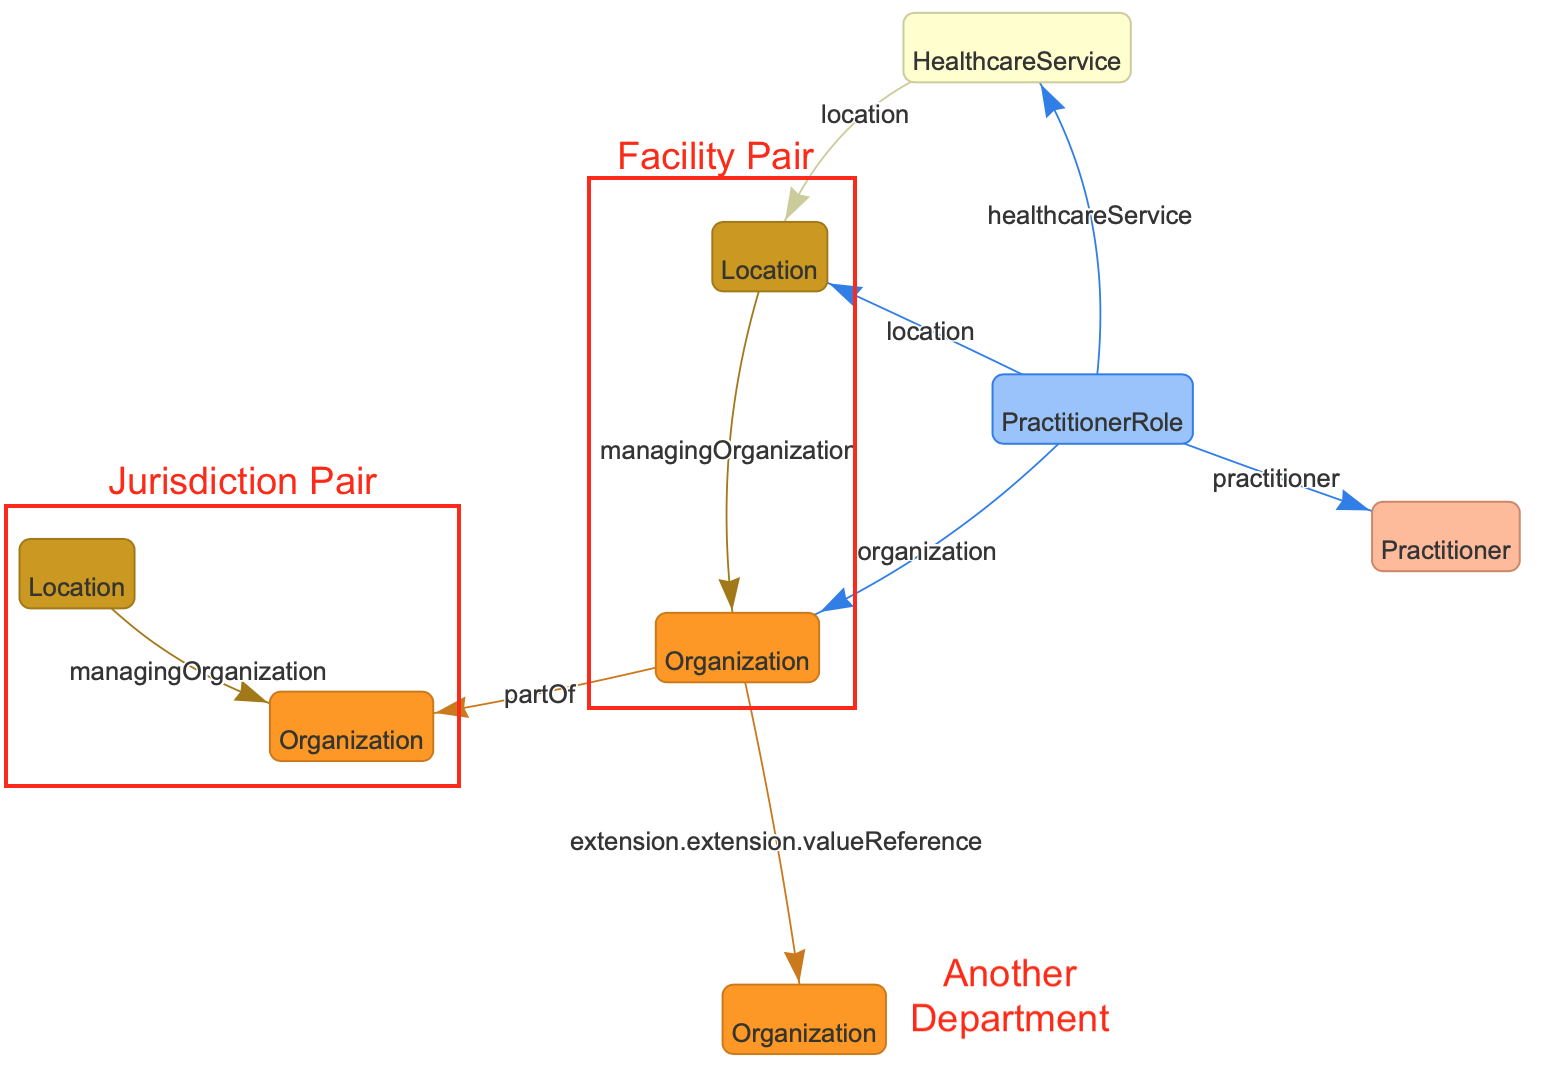 HealthcareService
location
Facility Pair
healthcareService
Location
location
PractitionerRole
managingOrganization
practitioner
Jurisdiction Pair
organization
Practitioner
Location
Organization
managingOrganization
partOf
Organization
extension.extension.valueReference
Another
Department
Organization